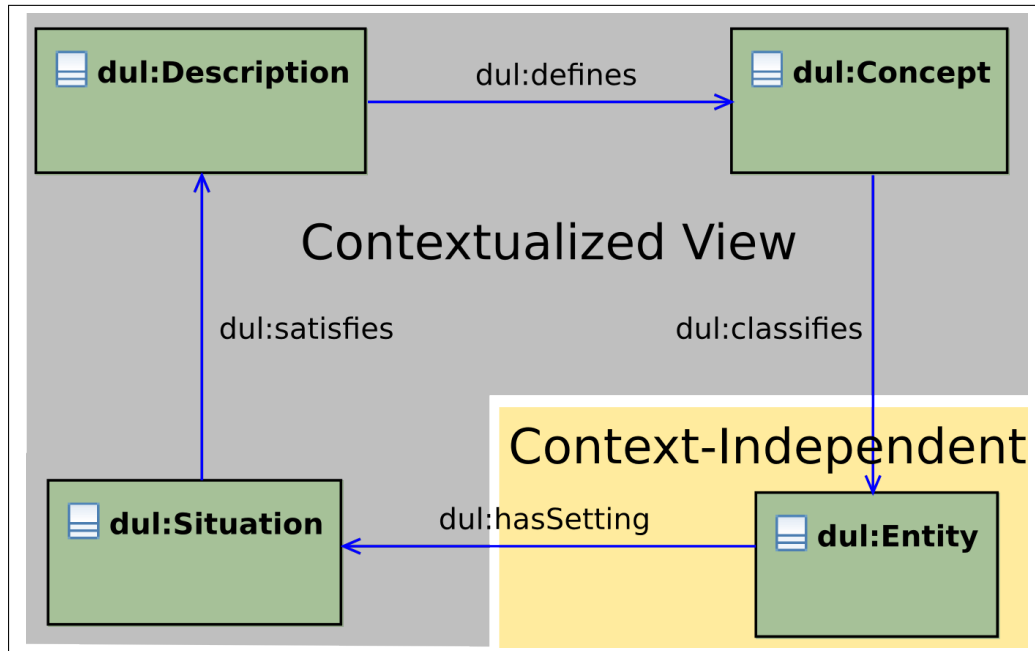 dul:Description
dul:defines
dul:Concept
Contextualized View
dul:satisfies
dul:classifies
Context-Independent
dul:Situation
dul:hasSetting
dul:Entity